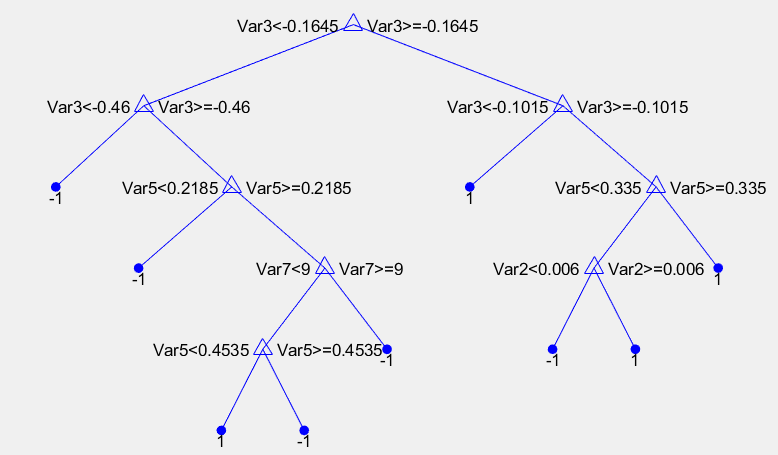 Var3<-0.1645 Var3>=-0.1645
Var3<-0.46 Var3>=-0.46 Var3<-0.1015 Var3>=-0.1015
-1 Var5<0.2185 Var5>=0.2185 1 Var5<0.335 Var5>=0.335
-1 Var7<9 Var7>=9 Var2<0.006 Var2>=0.006 1
Var5<0.4535 Var5>=0.4535 -1 -1 1
1 -1